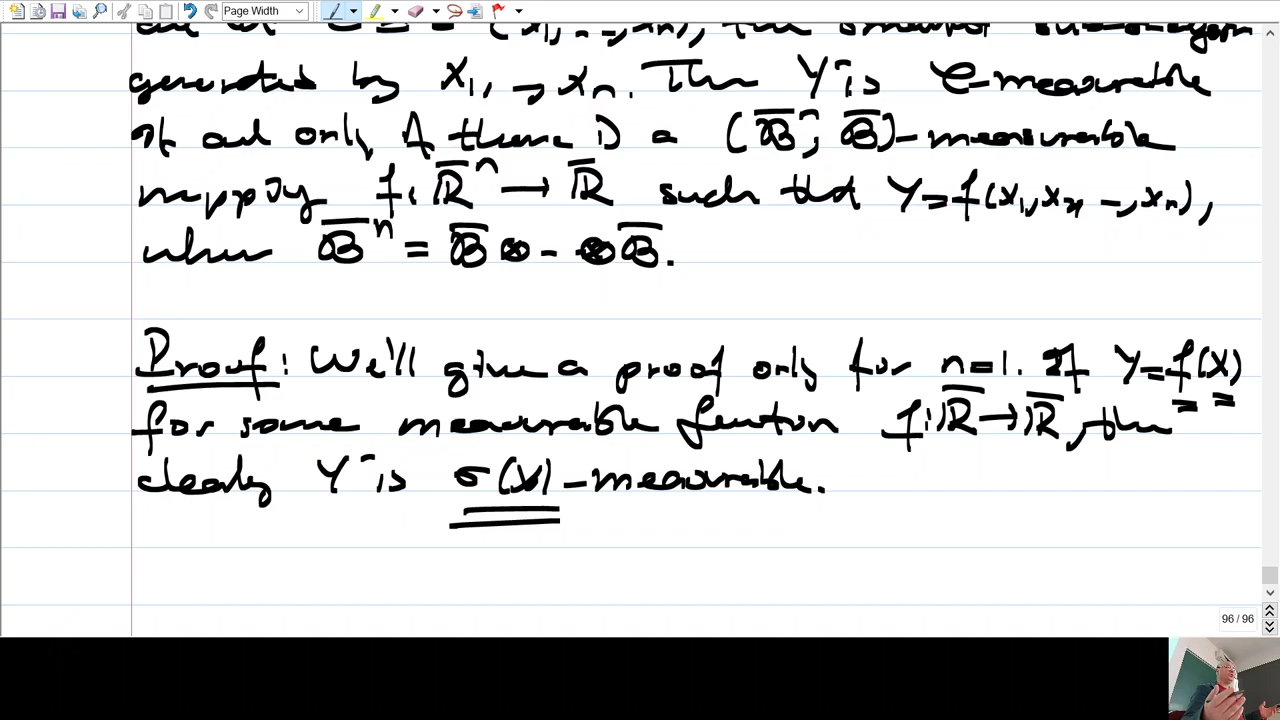 Page Width
generated by X₁, -, Xn. Then Y is 𝒞-measurable
if and only if there is a (𝓑̅ⁿ, 𝓑̅)-measurable
mapping f: ℝ̅ⁿ → ℝ̅ such that Y=f(X₁,X₂, -, Xn),
where 𝓑̅ⁿ = 𝓑̅ ⊗ - ⊗ 𝓑̅.
Proof: We'll give a proof only for n=1. If Y=f(X)
for some measurable function f: ℝ̅ → ℝ̅, then
clearly Y is σ(X)-measurable.
96 / 96